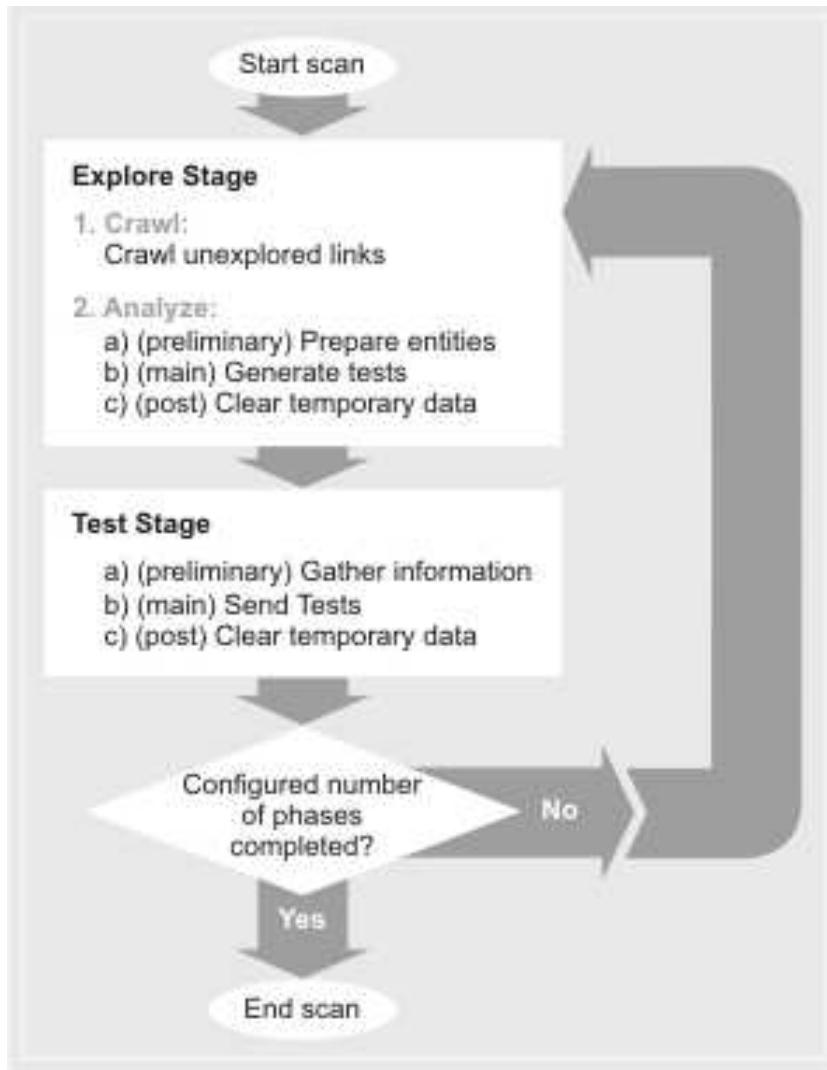 Start scan
Explore Stage
1. Crawl:
Crawl unexplored links
2. Analyze:
a) (preliminary) Prepare entities
b) (main) Generate tests
c) (post) Clear temporary data
Test Stage
a) (preliminary) Gather information
b) (main) Send Tests
c) (post) Clear temporary data
Configured number
of phases
completed?
No
Yes
End scan